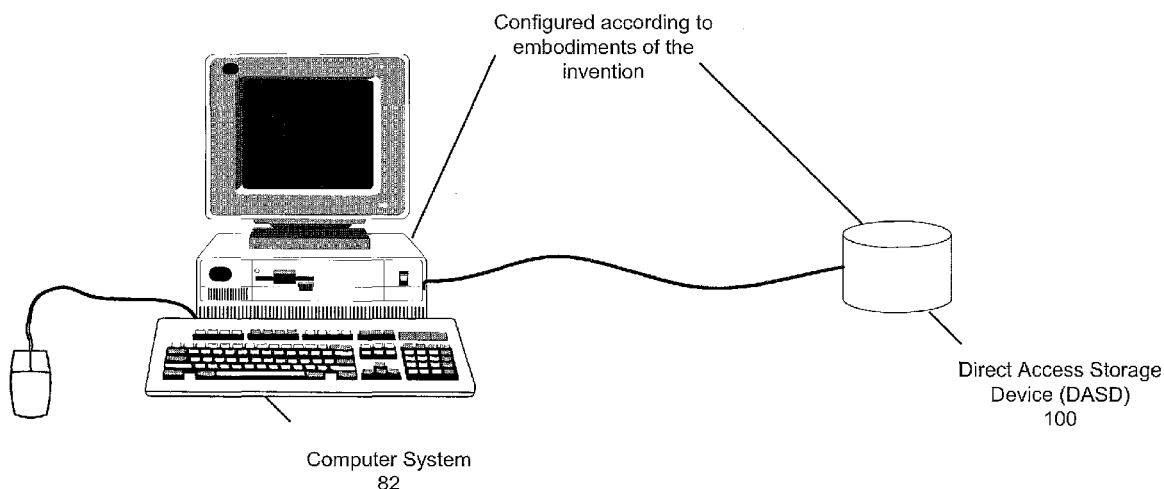 Configured according to
embodiments of the
invention
Direct Access Storage
Device (DASD)
100
Computer System
82